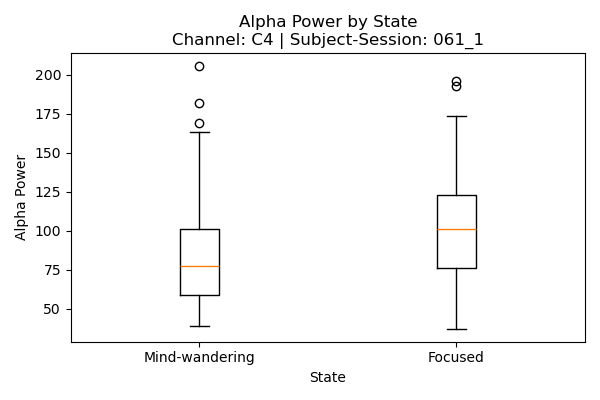 Alpha Power by State
Channel: C4 | Subject-Session: 061_1
200
175
150
125
100
75
50
Alpha Power
Mind-wandering
Focused
State